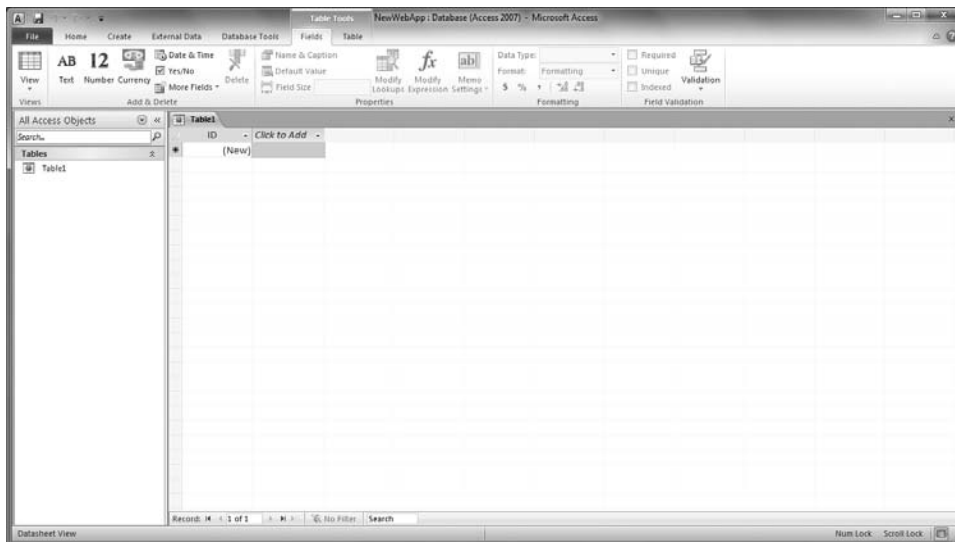 Table Tools NewWebApp : Database (Access 2007) - Microsoft Access
File Home Create External Data Database Tools Fields Table
View
Views
AB
Text
12
Number
Currency
Date & Time
Yes/No
More Fields
Delete
Add & Delete
Name & Caption
Default Value
Field Size
Modify Lookups
fx
Modify Expression
ab
Memo Settings
Properties
Data Type:
Format: Formatting
$ % ,
Formatting
Required
Unique
Indexed
Validation
Field Validation
All Access Objects
Search...
Tables
Table1
Table1
ID Click to Add
(New)
Record: 1 of 1 No Filter Search
Datasheet View Num Lock Scroll Lock